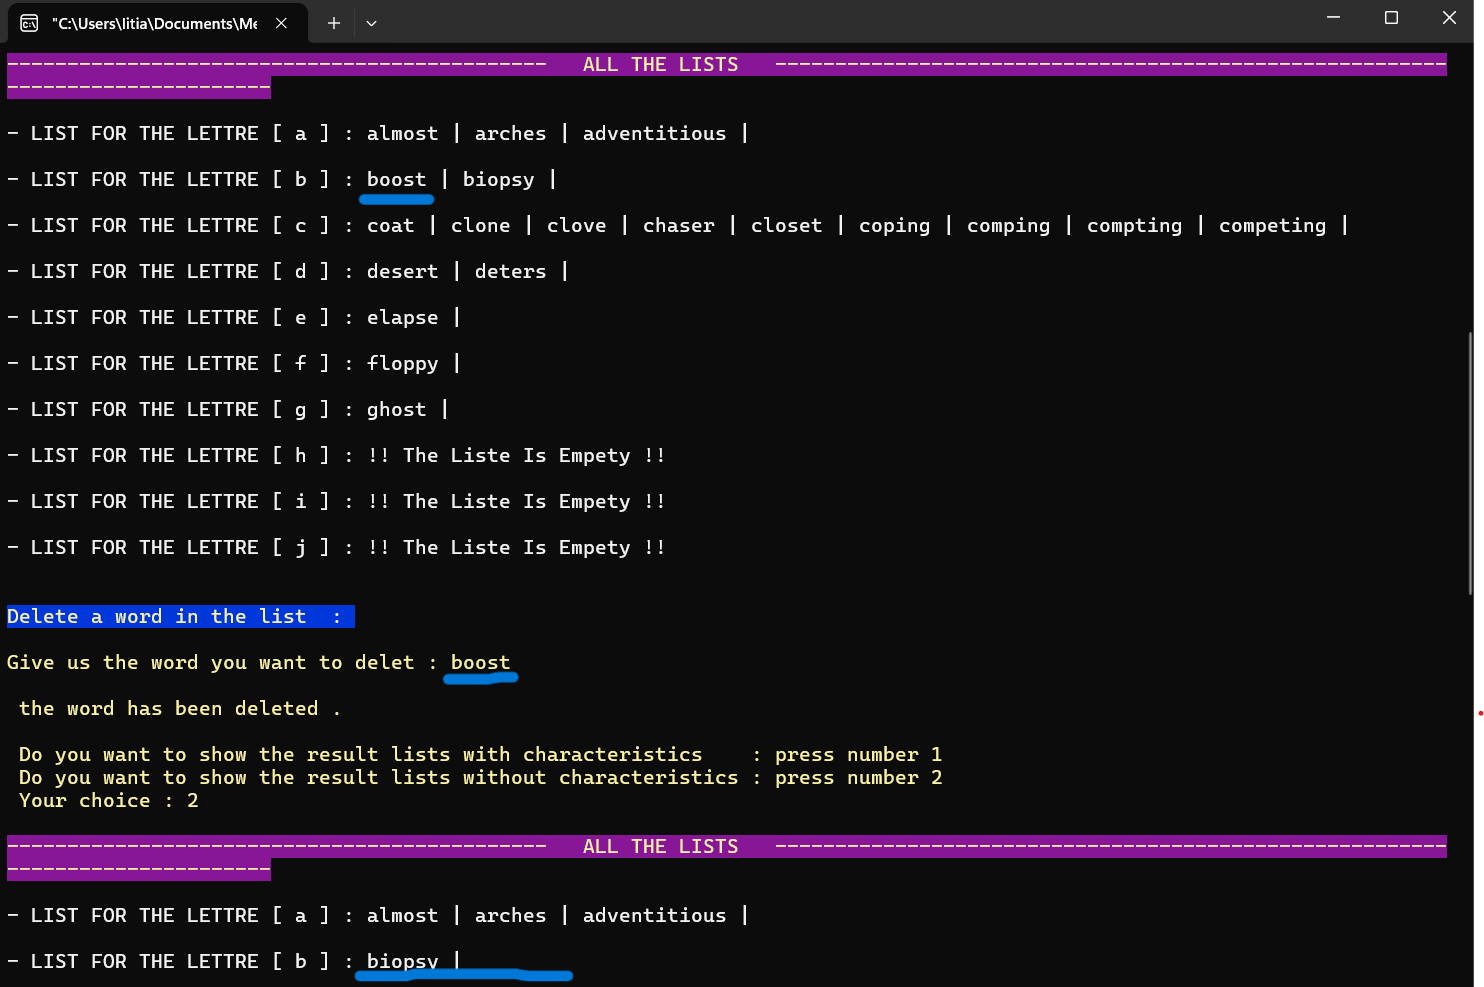 "C:\Users\litia\Documents\Me
------------------------------------------   ALL THE LISTS   --------------------------------------------------------
----------------------
- LIST FOR THE LETTRE [ a ] : almost | arches | adventitious |
- LIST FOR THE LETTRE [ b ] : boost | biopsy |
- LIST FOR THE LETTRE [ c ] : coat | clone | clove | chaser | closet | coping | comping | compting | competing |
- LIST FOR THE LETTRE [ d ] : desert | deters |
- LIST FOR THE LETTRE [ e ] : elapse |
- LIST FOR THE LETTRE [ f ] : floppy |
- LIST FOR THE LETTRE [ g ] : ghost |
- LIST FOR THE LETTRE [ h ] : !! The Liste Is Empety !!
- LIST FOR THE LETTRE [ i ] : !! The Liste Is Empety !!
- LIST FOR THE LETTRE [ j ] : !! The Liste Is Empety !!
Delete a word in the list  :
Give us the word you want to delet : boost
the word has been deleted .
Do you want to show the result lists with characteristics    : press number 1
Do you want to show the result lists without characteristics : press number 2
Your choice : 2
---------------------------------------------   ALL THE LISTS   --------------------------------------------------------
----------------------
- LIST FOR THE LETTRE [ a ] : almost | arches | adventitious |
- LIST FOR THE LETTRE [ b ] : biopsy |